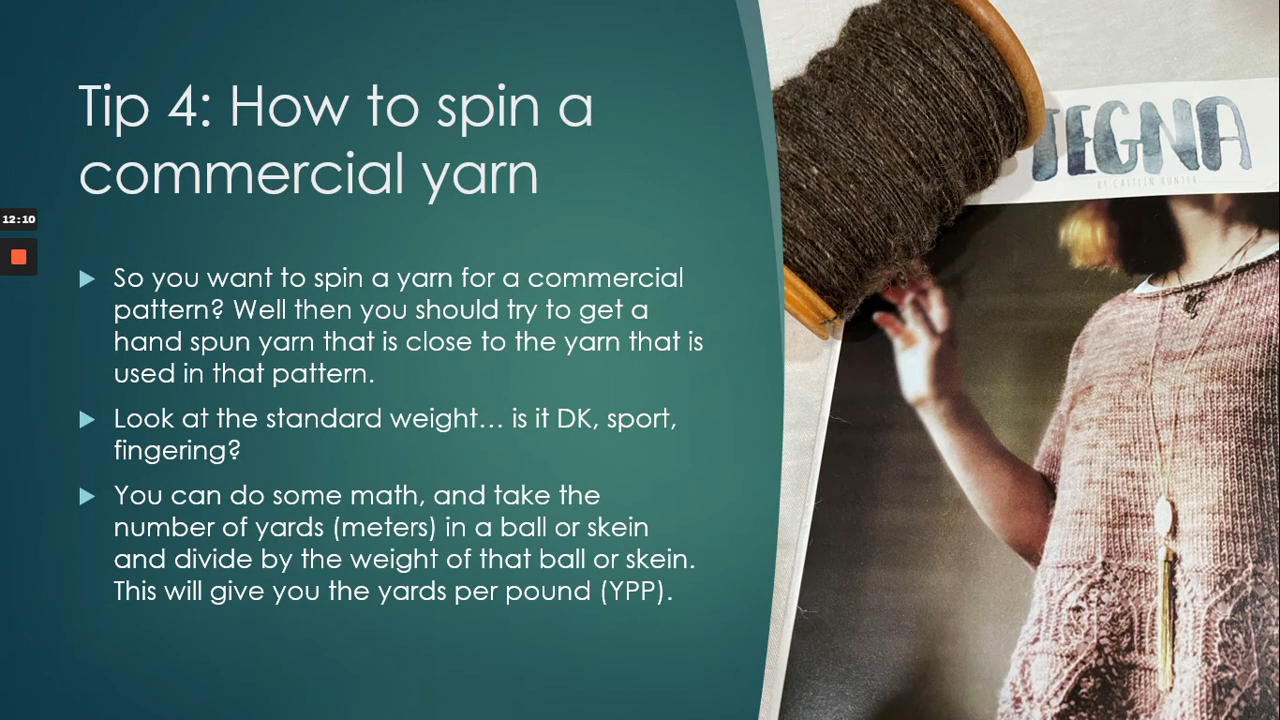 Tip 4: How to spin a
commercial yarn
12:10
So you want to spin a yarn for a commercial
pattern? Well then you should try to get a
hand spun yarn that is close to the yarn that is
used in that pattern.
Look at the standard weight... is it DK, sport,
fingering?
You can do some math, and take the
number of yards (meters) in a ball or skein
and divide by the weight of that ball or skein.
This will give you the yards per pound (YPP).
TEGNA
BY CAITLIN HUNTER